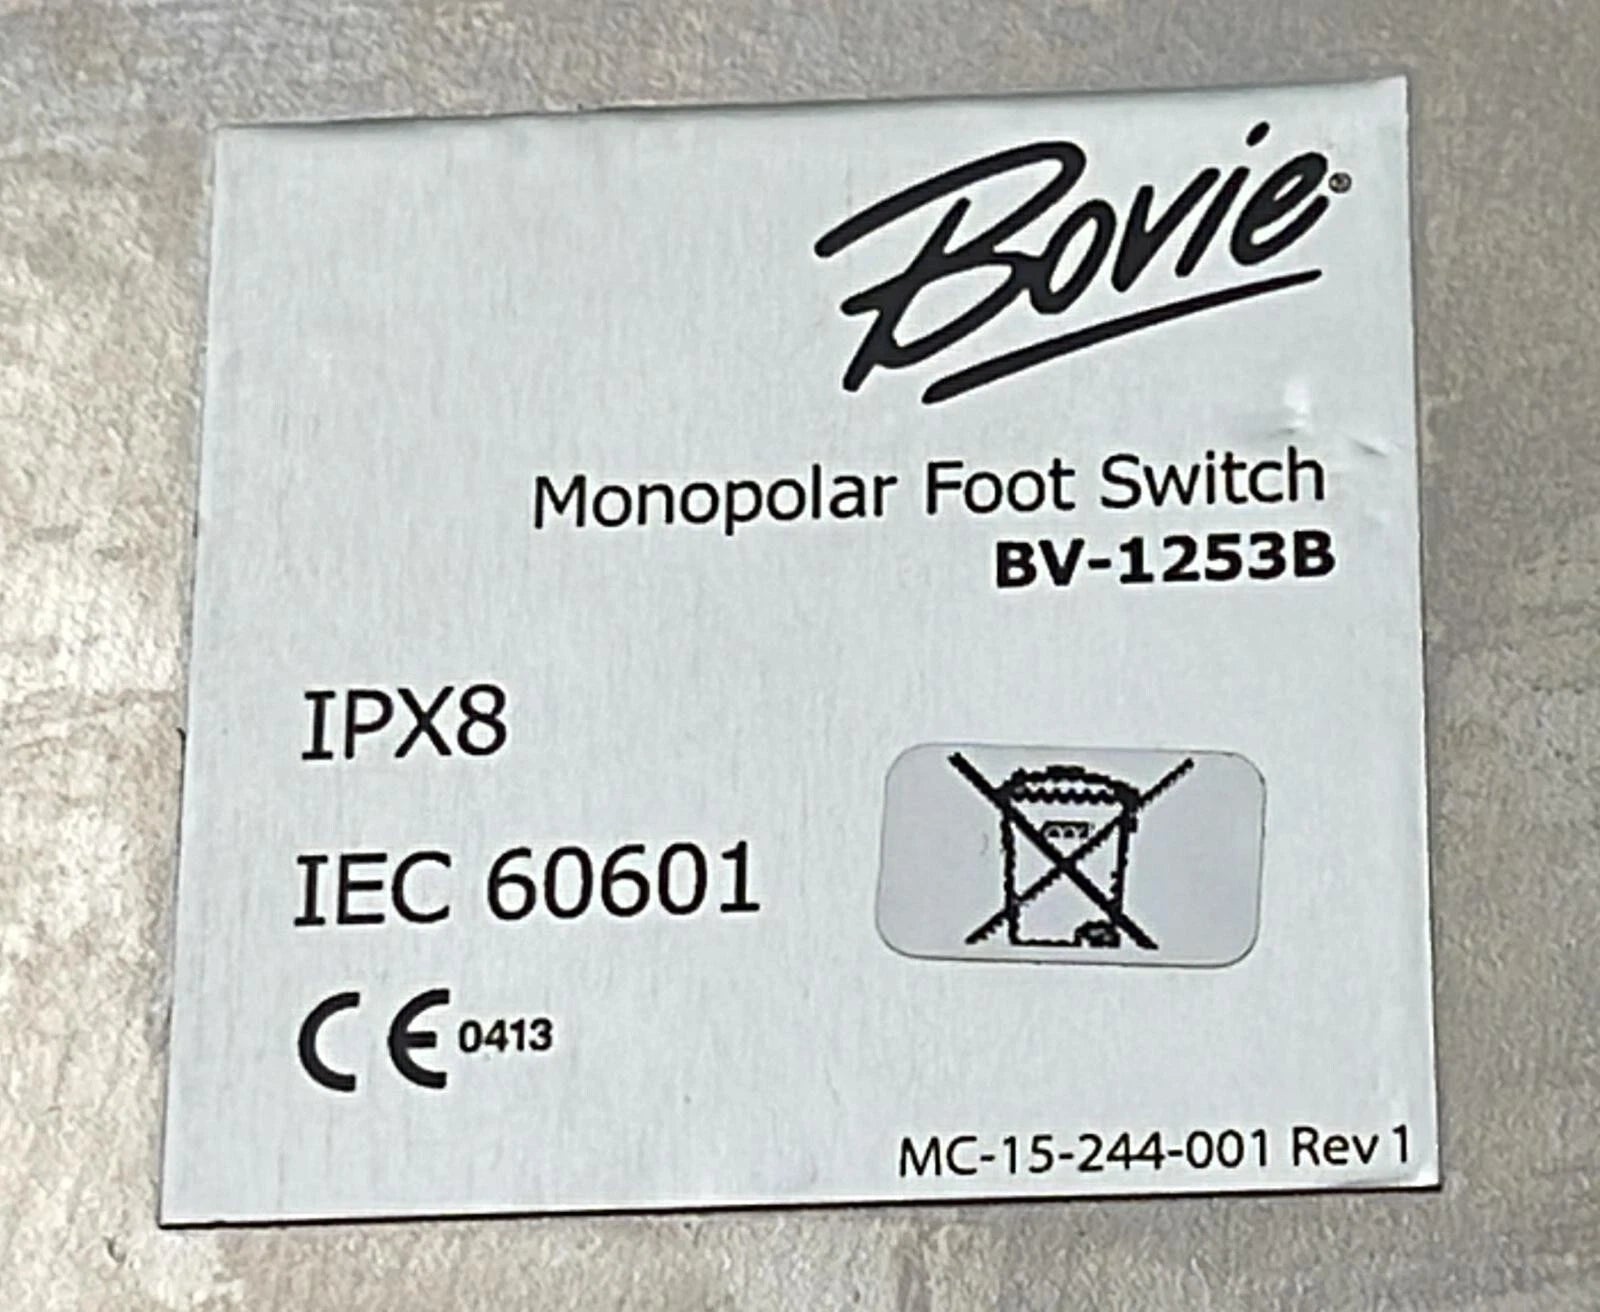 Bovie®
Monopolar Foot Switch
BV-1253B
IPX8
IEC 60601
CE 0413
MC-15-244-001 Rev 1